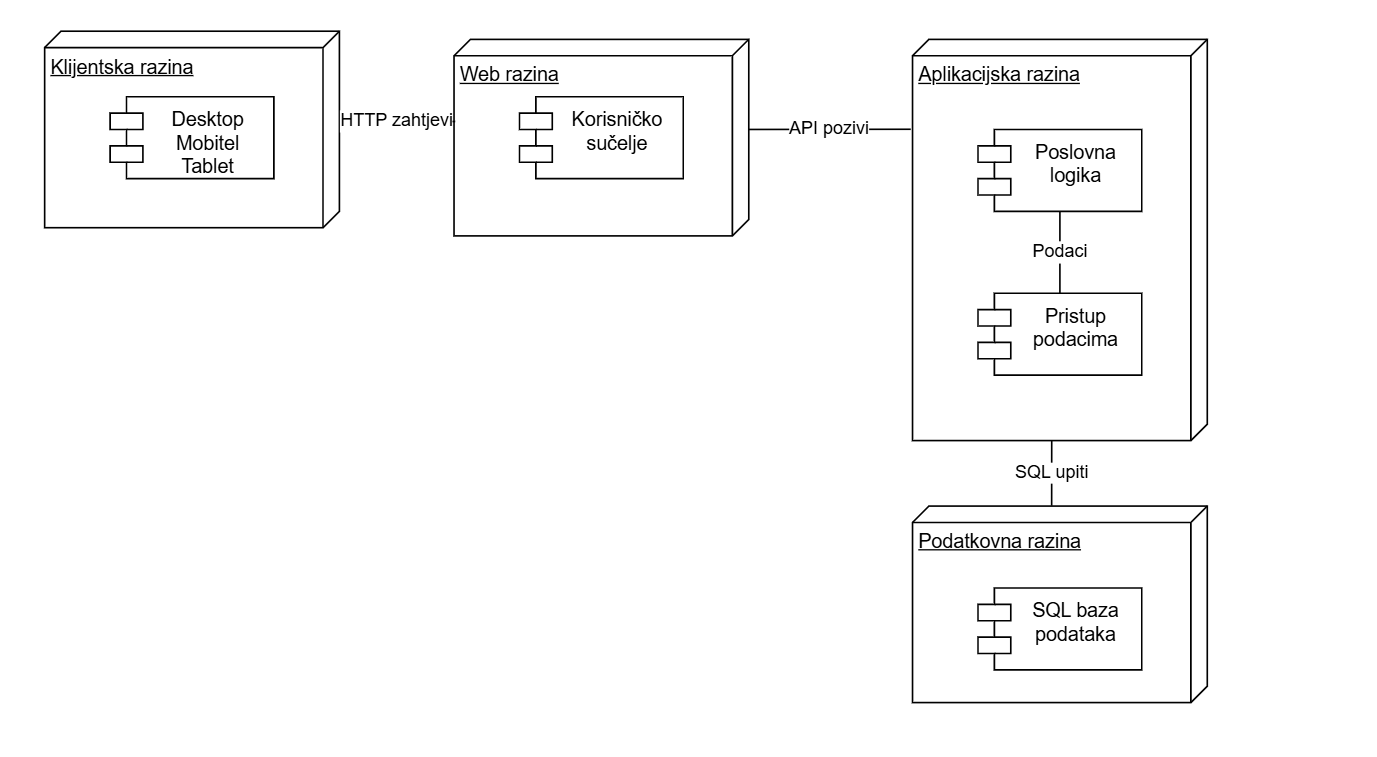 Klijentska razina
Desktop
Mobitel
Tablet
HTTP zahtjevi
Web razina
Korisničko
sučelje
API pozivi
Aplikacijska razina
Poslovna
logika
Podaci
Pristup
podacima
SQL upiti
Podatkovna razina
SQL baza
podataka